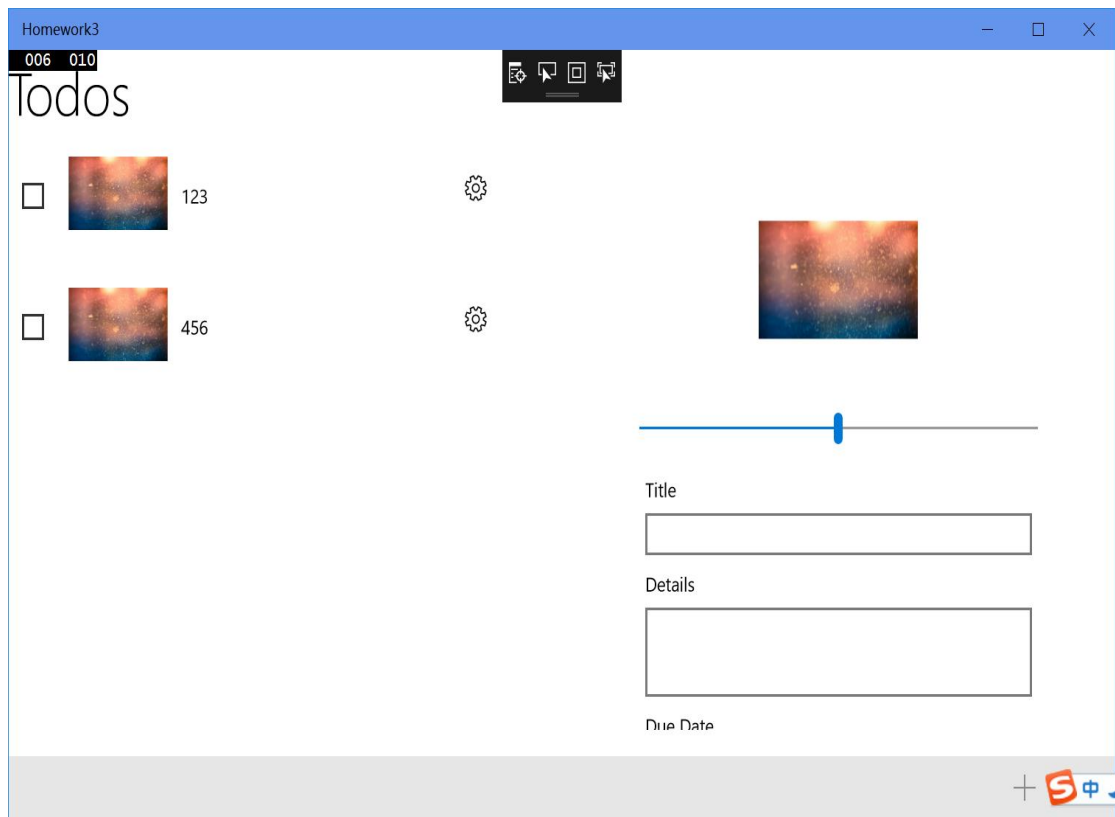 Homework3
006 010
Todos
123
456
Title
Details
Due Date
S 中